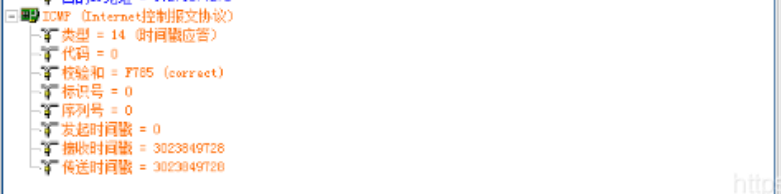 ICMP (Internet控制报文协议)
类型 = 14 (时间戳应答)
代码 = 0
校验和 = F785 (correct)
标识号 = 0
序列号 = 0
发起时间戳 = 0
接收时间戳 = 3023849728
传送时间戳 = 3023849728
http